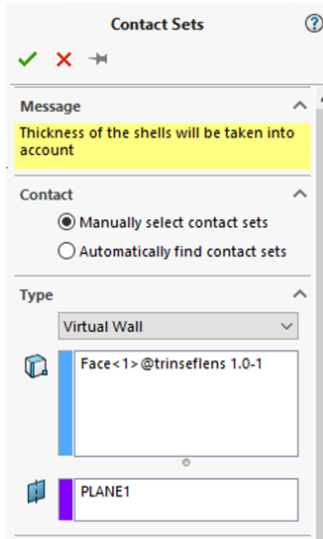 Contact Sets
Message
Thickness of the shells will be taken into
account
Contact
Manually select contact sets
Automatically find contact sets
Type
Virtual Wall
Face<1>@trinseflens 1.0-1
PLANE1